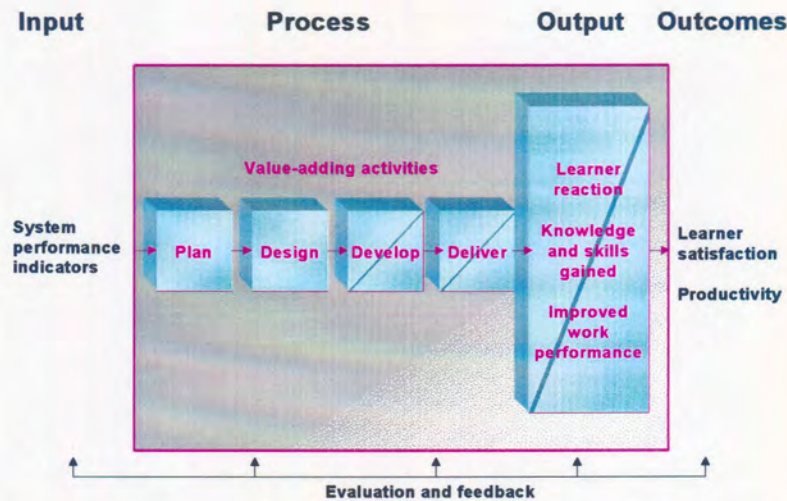 Input
Process
Output
Outcomes
Value-adding activities
System
performance
indicators
Plan
Design
Develop
Deliver
Learner
reaction
Knowledge
and skills
gained
Improved
work
performance
Learner
satisfaction
Productivity
Evaluation and feedback